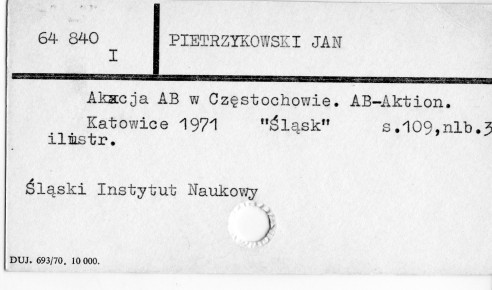 64 840
I
PIETRZYKOWSKI JAN
Akcja AB w Częstochowie. AB-Aktion.
Katowice 1971 "Śląsk" s.109,nlb.3
ilustr.
Śląski Instytut Naukowy
DUJ. 693/70. 10 000.